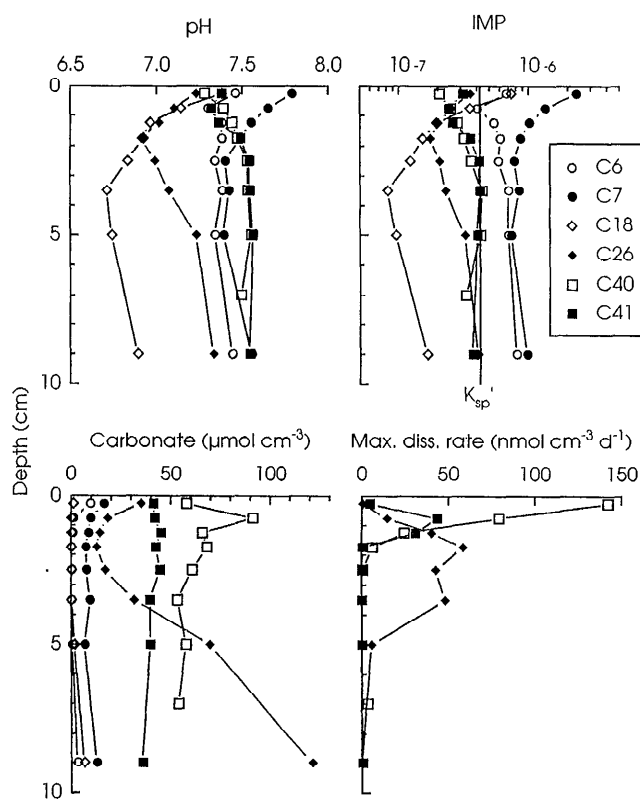 pH IMP
6.5 7.0 7.5 8.0 10 -7 10 -6
0
5
10
C6
C7
C18
C26
C40
C41
Ksp'
Depth (cm)
Carbonate (μmol cm-3) Max. diss. rate (nmol cm-3 d-1)
0 50 100 0 50 100 150
0
5
10